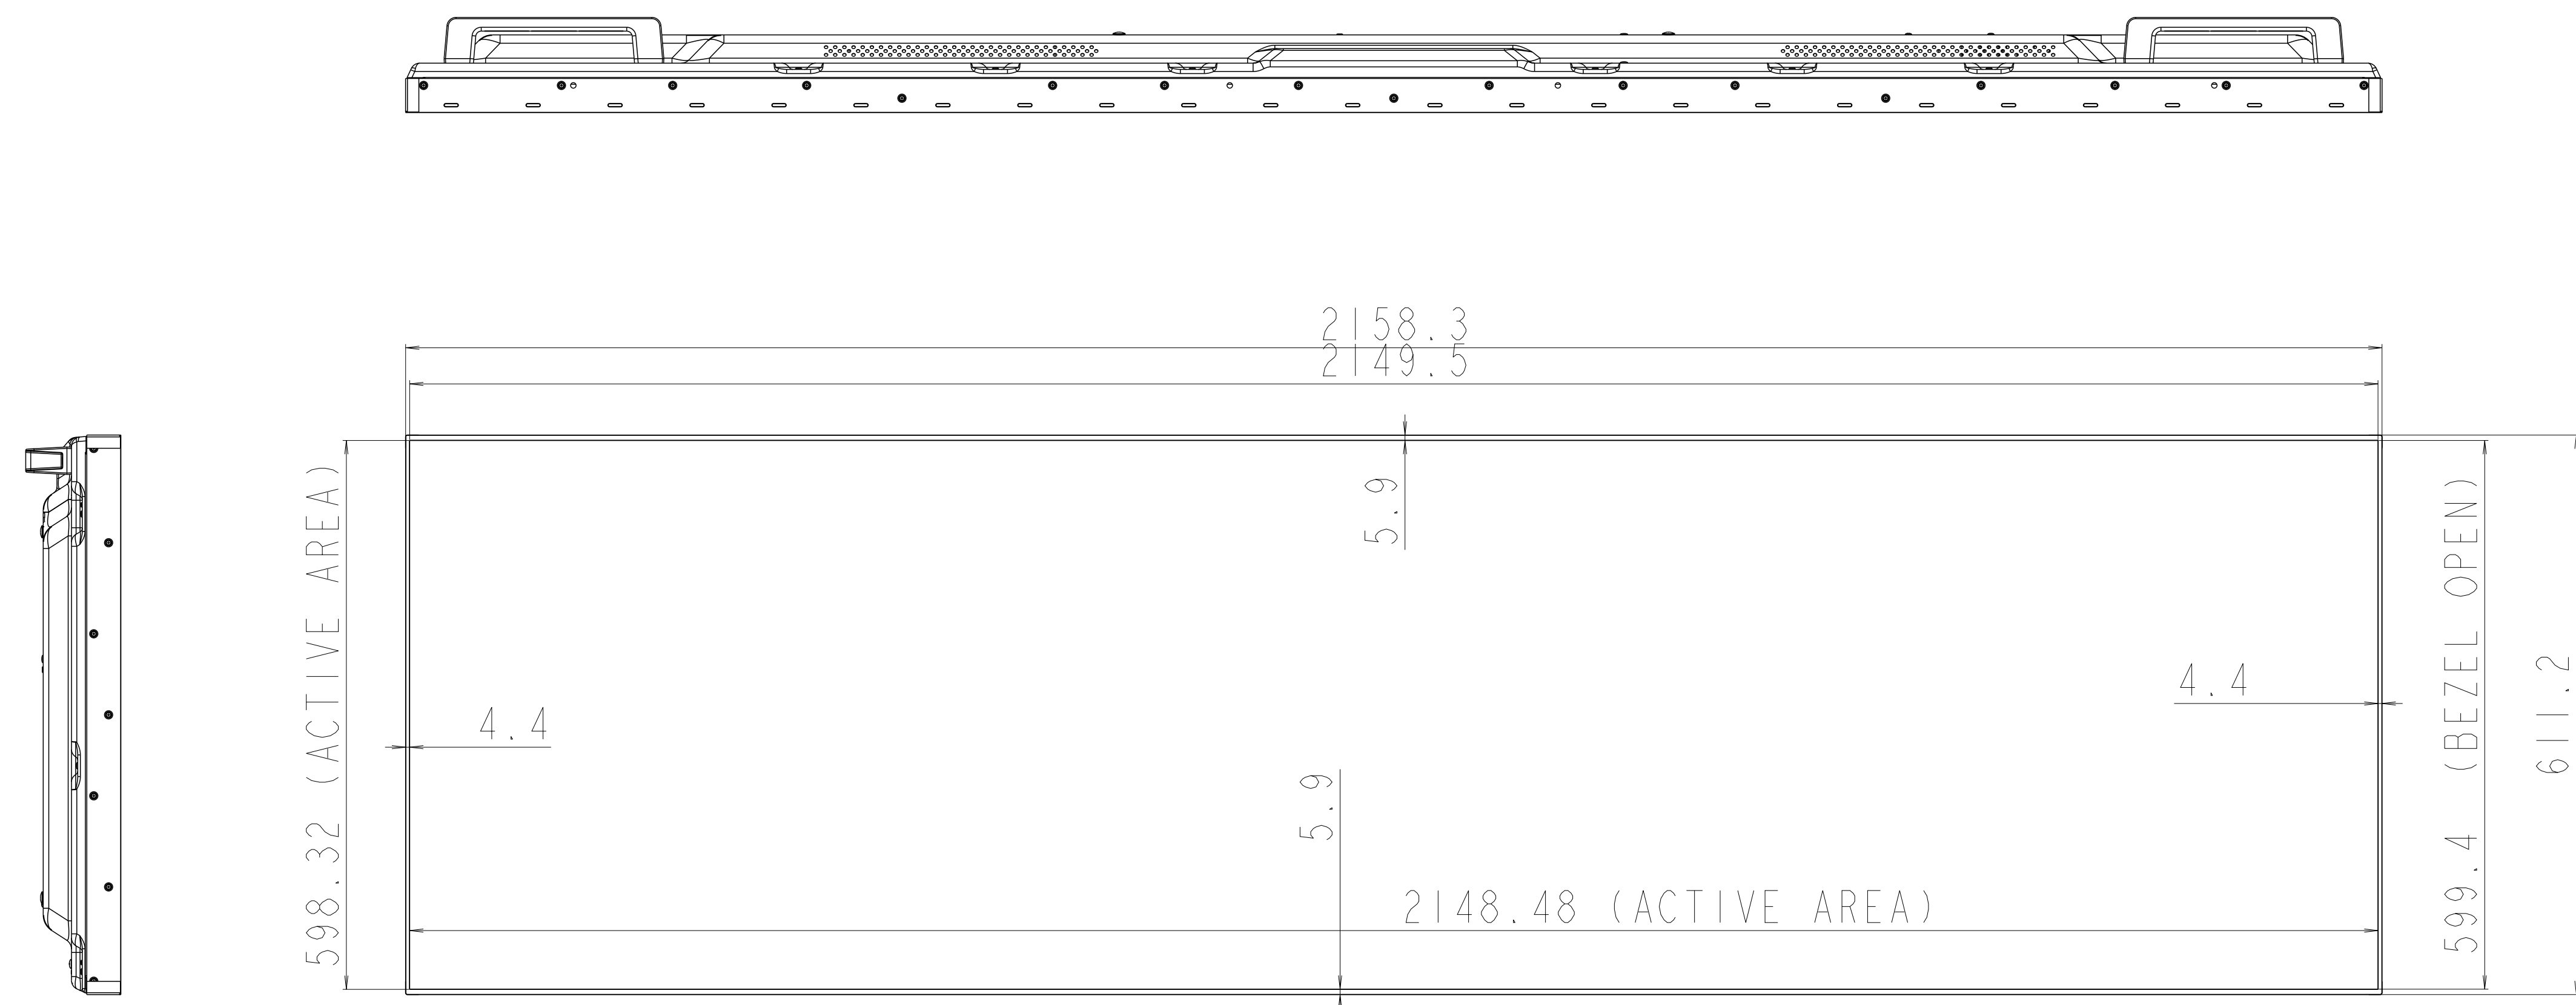 2158.3
2149.5
5.9
598.32 (ACTIVE AREA)
4.4
4.4
599.4 (BEZEL OPEN)
611.2
5.9
2148.48 (ACTIVE AREA)